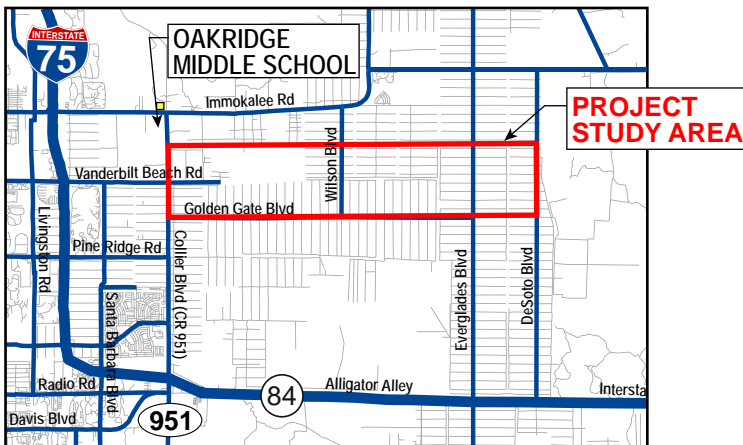 INTERSTATE
75
OAKRIDGE
MIDDLE SCHOOL
Immokalee Rd
PROJECT
STUDY AREA
Wilson Blvd
Vanderbilt Beach Rd
Golden Gate Blvd
Livingston Rd
Pine Ridge Rd
Collier Blvd (CR 951)
Everglades Blvd
DeSoto Blvd
Santa Barbara Blvd
Radio Rd
84
Alligator Alley
Intersta
Davis Blvd
951